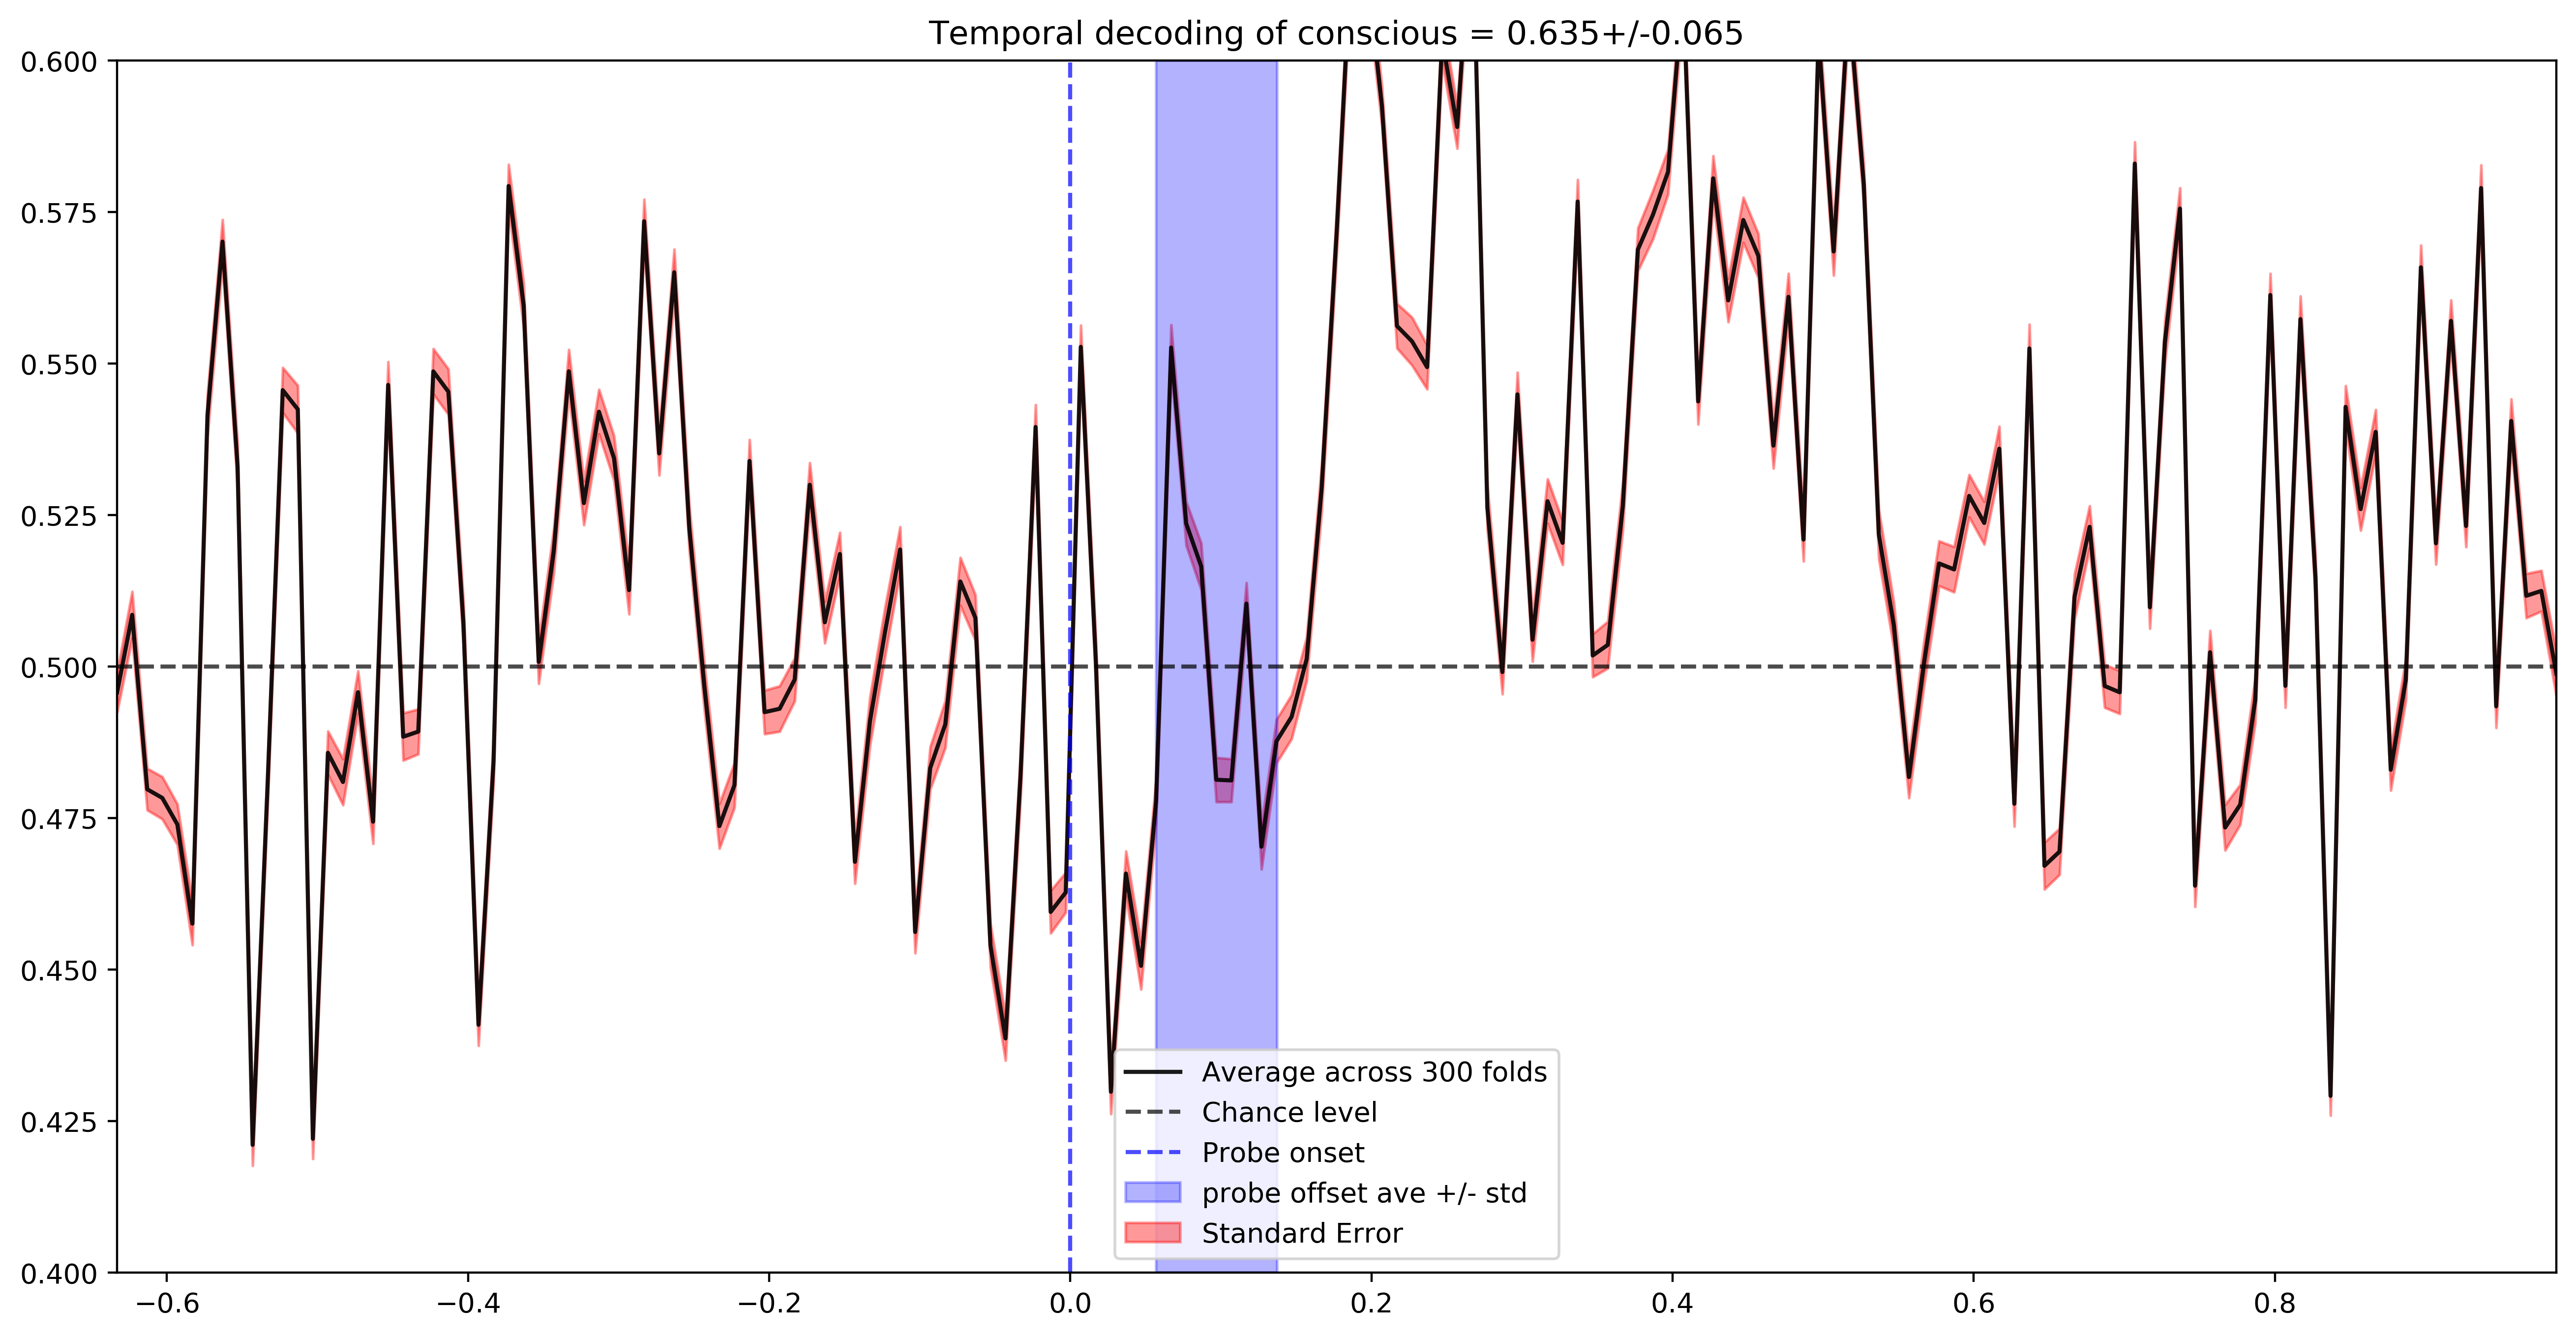 Temporal decoding of conscious = 0.635+/-0.065
0.600
0.575
0.550
0.525
0.500
0.475
0.450
0.425
0.400
Average across 300 folds
Chance level
Probe onset
probe offset ave +/- std
Standard Error
−0.6 −0.4 −0.2 0.0 0.2 0.4 0.6 0.8